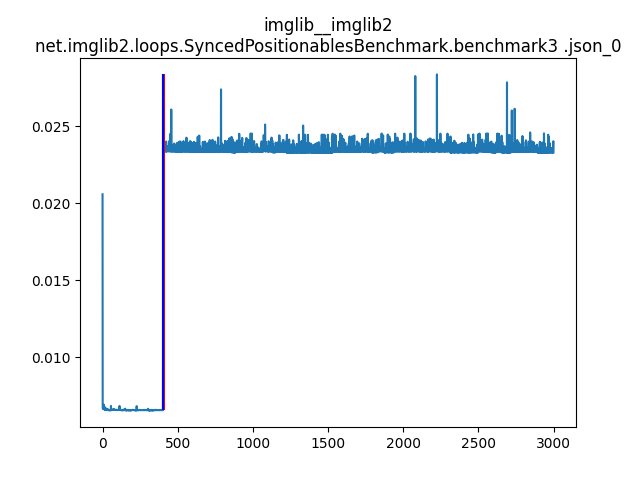 imglib__imglib2
net.imglib2.loops.SyncedPositionablesBenchmark.benchmark3 .json_0
0.025
0.020
0.015
0.010
0 500 1000 1500 2000 2500 3000